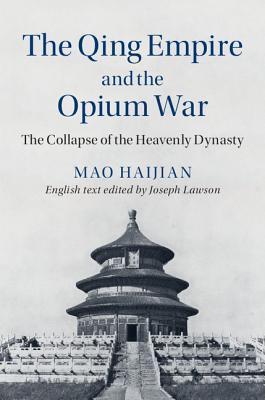 The Qing Empire
and the
Opium War
The Collapse of the Heavenly Dynasty
MAO HAIJIAN
English text edited by Joseph Lawson